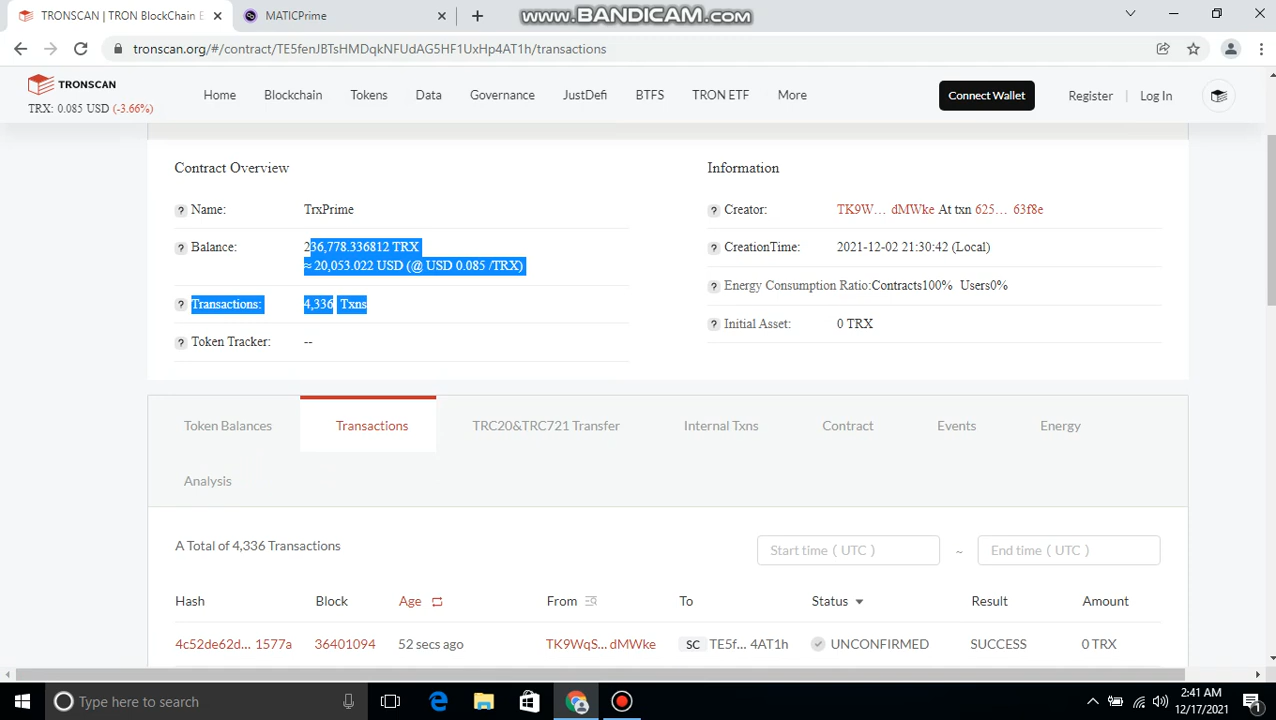 TRONSCAN | TRON BlockChain E
MATICPrime
www.BANDICAM.com
tronscan.org/#/contract/TE5fenJBTsHMDqkNFUdAG5HF1UxHp4AT1h/transactions
TRONSCAN
TRX: 0.085 USD (-3.66%)
Home
Blockchain
Tokens
Data
Governance
JustDefi
BTFS
TRON ETF
More
Connect Wallet
Register | Log In
Contract Overview
? Name: TrxPrime
? Balance: 236,778.336812 TRX
≈ 20,053.022 USD (@ USD 0.085 /TRX)
? Transactions: 4,336 Txns
? Token Tracker: --
Information
? Creator: TK9W... dMWke At txn 625... 63f8e
? CreationTime: 2021-12-02 21:30:42 (Local)
? Energy Consumption Ratio:Contracts100% Users0%
? Initial Asset: 0 TRX
Token Balances
Transactions
TRC20&TRC721 Transfer
Internal Txns
Contract
Events
Energy
Analysis
A Total of 4,336 Transactions
Start time ( UTC ) ~ End time ( UTC )
Hash Block Age From To Status Result Amount
4c52de62d... 1577a 36401094 52 secs ago TK9WqS... dMWke SC TE5f... 4AT1h UNCONFIRMED SUCCESS 0 TRX
Type here to search
2:41 AM
12/17/2021
1